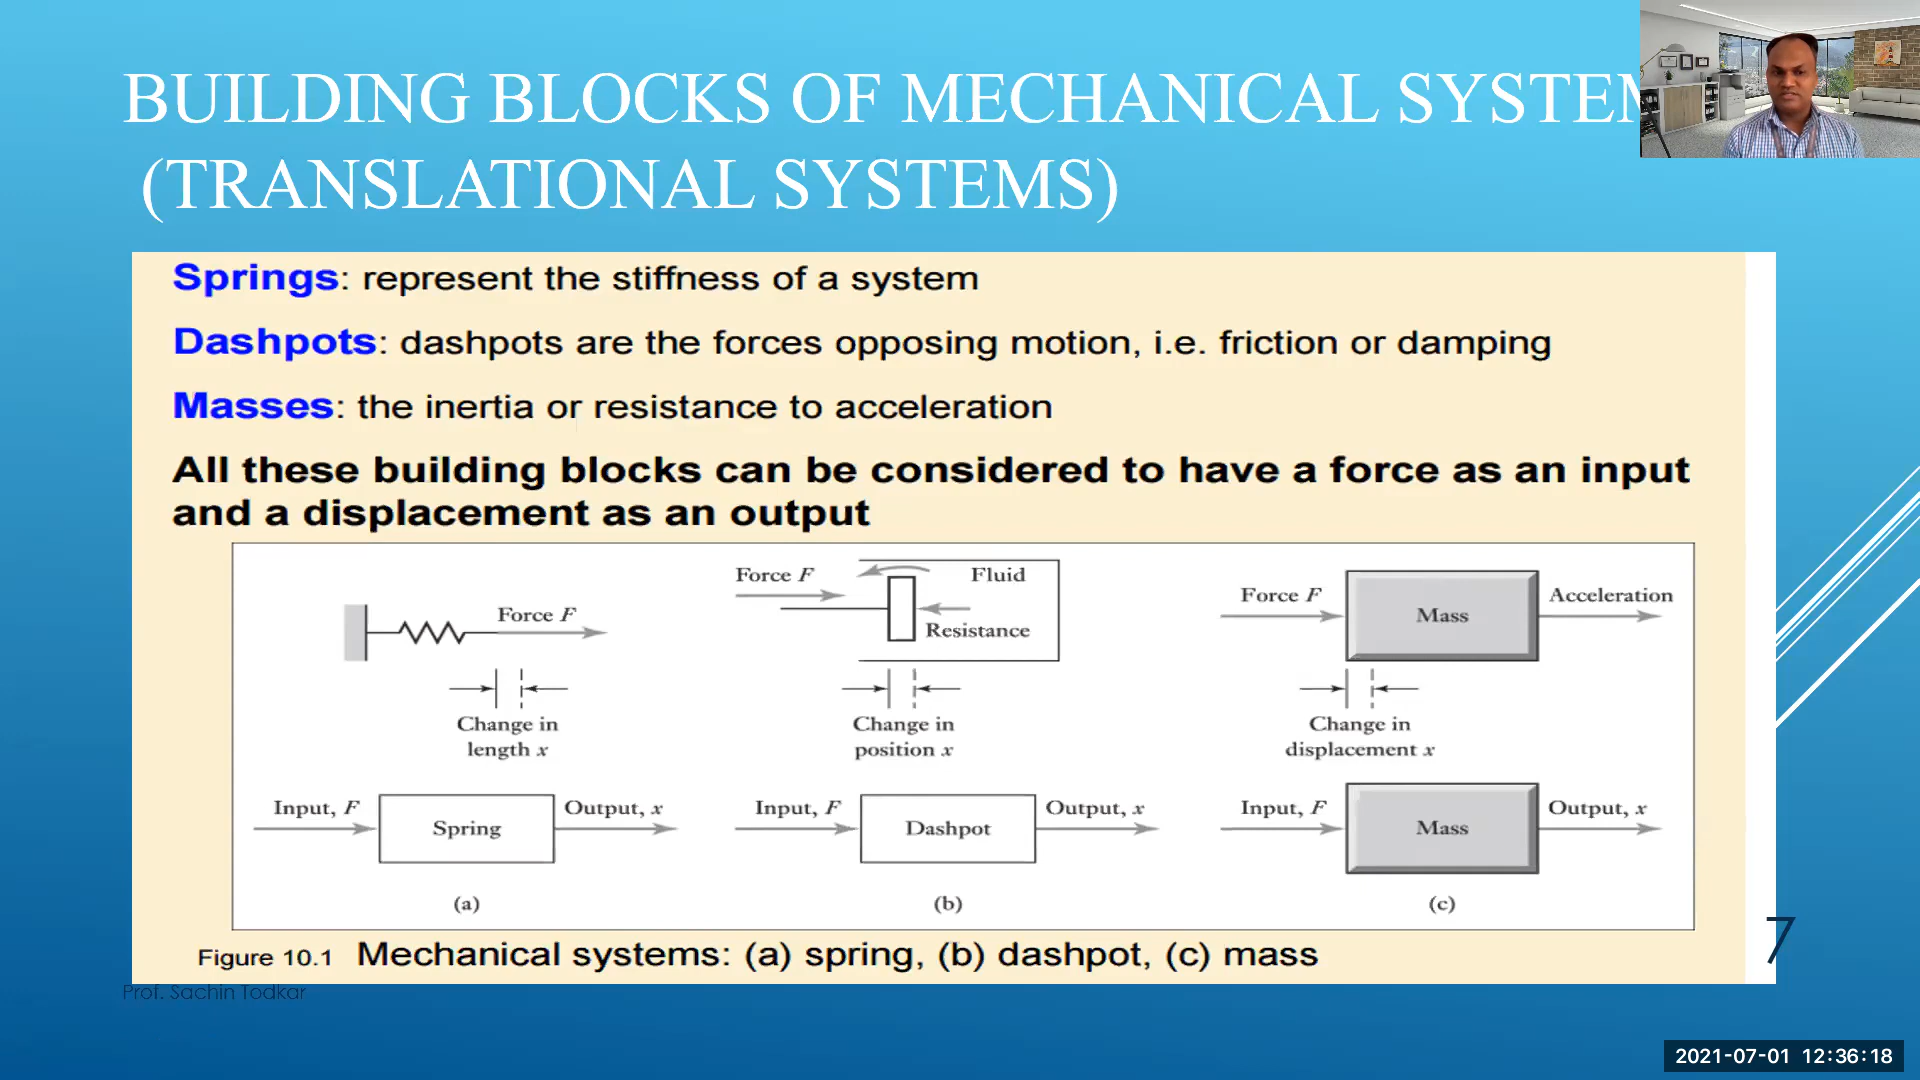 BUILDING BLOCKS OF MECHANICAL SYSTEM
(TRANSLATIONAL SYSTEMS)
Springs: represent the stiffness of a system
Dashpots: dashpots are the forces opposing motion, i.e. friction or damping
Masses: the inertia or resistance to acceleration
All these building blocks can be considered to have a force as an input
and a displacement as an output
Force F
Change in
length x
Input, F
Spring
Output, x
(a)
Force F
Fluid
Resistance
Change in
position x
Input, F
Dashpot
Output, x
(b)
Force F
Mass
Acceleration
Change in
displacement x
Input, F
Mass
Output, x
(c)
Figure 10.1 Mechanical systems: (a) spring, (b) dashpot, (c) mass
7
Prof. Sachin Todkar
2021-07-01 12:36:18